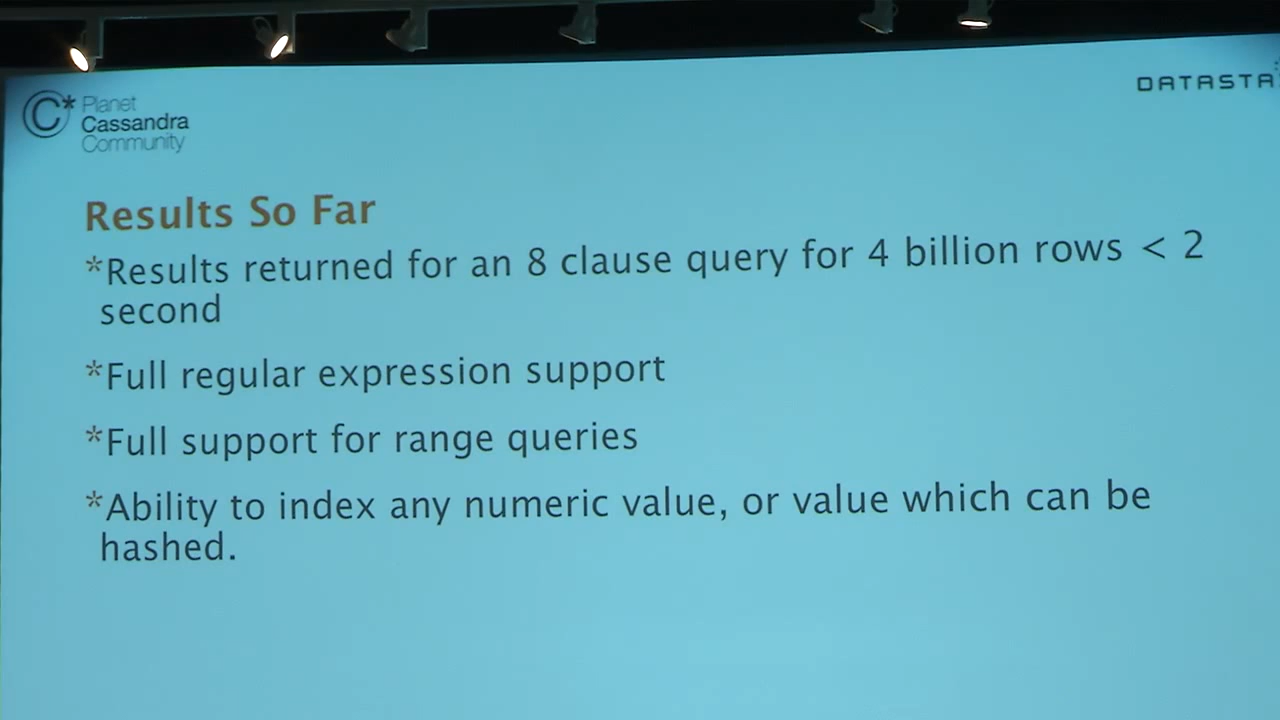 C* Planet
Cassandra
Community
DATASTA
Results So Far
*Results returned for an 8 clause query for 4 billion rows < 2
second
*Full regular expression support
*Full support for range queries
*Ability to index any numeric value, or value which can be
hashed.